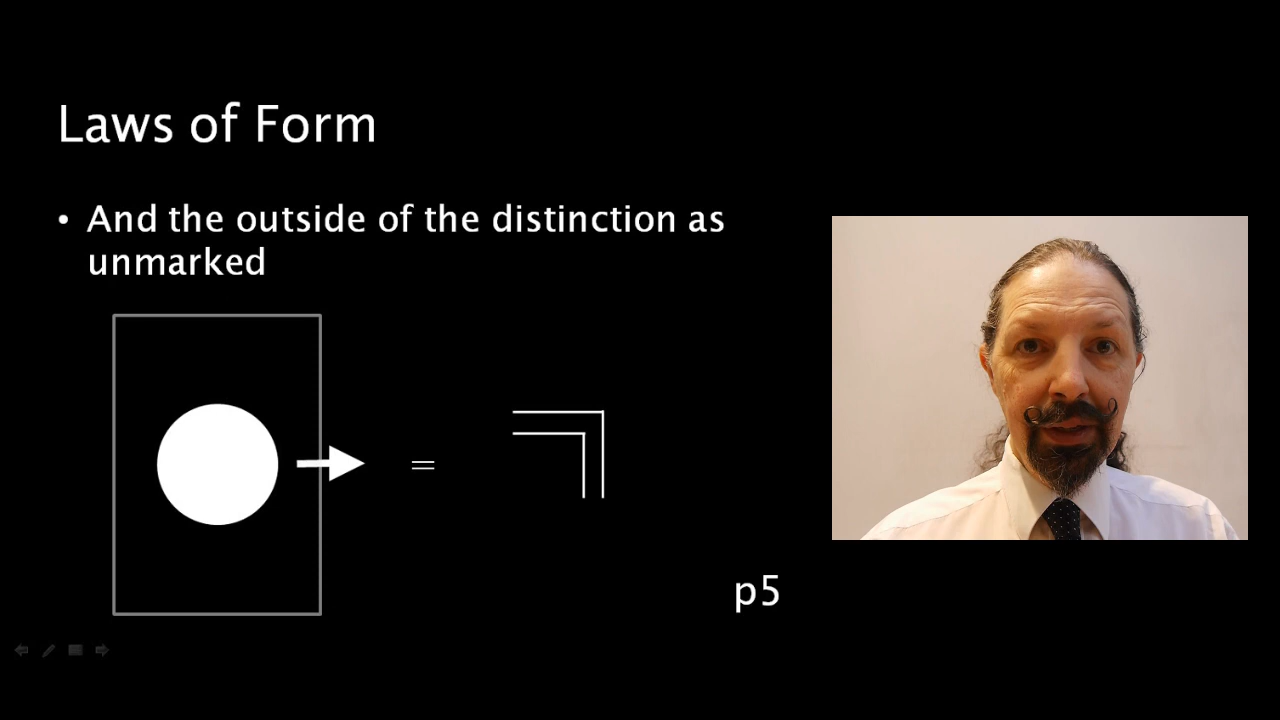 Laws of Form
• And the outside of the distinction as
unmarked
=
p5